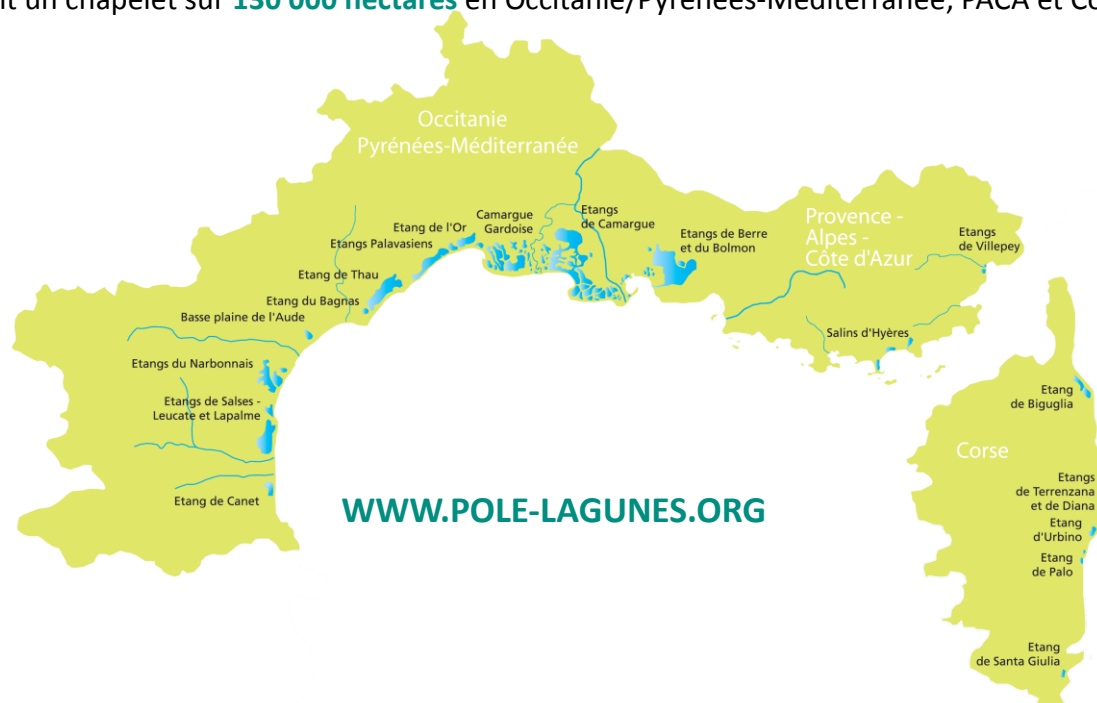 nt un chapelet sur 130 000 hectares en Occitanie/Pyrénées-Méditerranée, PACA et Co
Occitanie
Pyrénées-Méditerranée
Provence -
Alpes -
Côte d'Azur
Camargue
Gardoise
Etangs
de Camargue
Etang de l'Or
Etangs Palavasiens
Etangs de Berre
et du Bolmon
Etangs
de Villepey
Etang de Thau
Etang du Bagnas
Basse plaine de l'Aude
Salins d'Hyères
Etangs du Narbonnais
Etangs de Salses -
Leucate et Lapalme
Etang de Canet
WWW.POLE-LAGUNES.ORG
Etang
de Biguglia
Corse
Etangs
de Terrenzana
et de Diana
Etang
d'Urbino
Etang
de Palo
Etang
de Santa Giulia